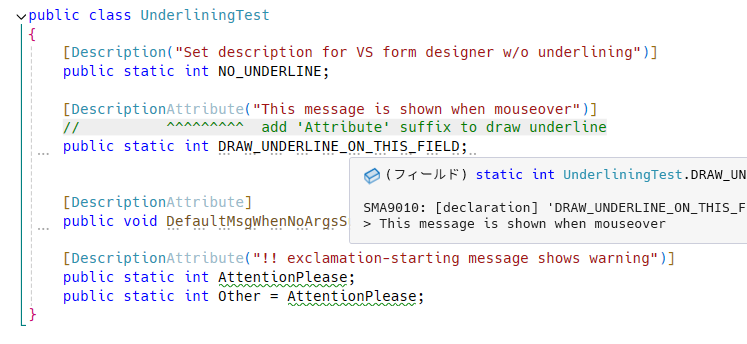 public class UnderliningTest
{
[Description("Set description for VS form designer w/o underlining")]
public static int NO_UNDERLINE;
[DescriptionAttribute("This message is shown when mouseover")]
// ^^^^^^^^^ add 'Attribute' suffix to draw underline
public static int DRAW_UNDERLINE_ON_THIS_FIELD;
(フィールド) static int UnderliningTest.DRAW_UN
SMA9010: [declaration] 'DRAW_UNDERLINE_ON_THIS_F
> This message is shown when mouseover
[DescriptionAttribute]
public void DefaultMsgWhenNoArgsS
[DescriptionAttribute("!! exclamation-starting message shows warning")]
public static int AttentionPlease;
public static int Other = AttentionPlease;
}